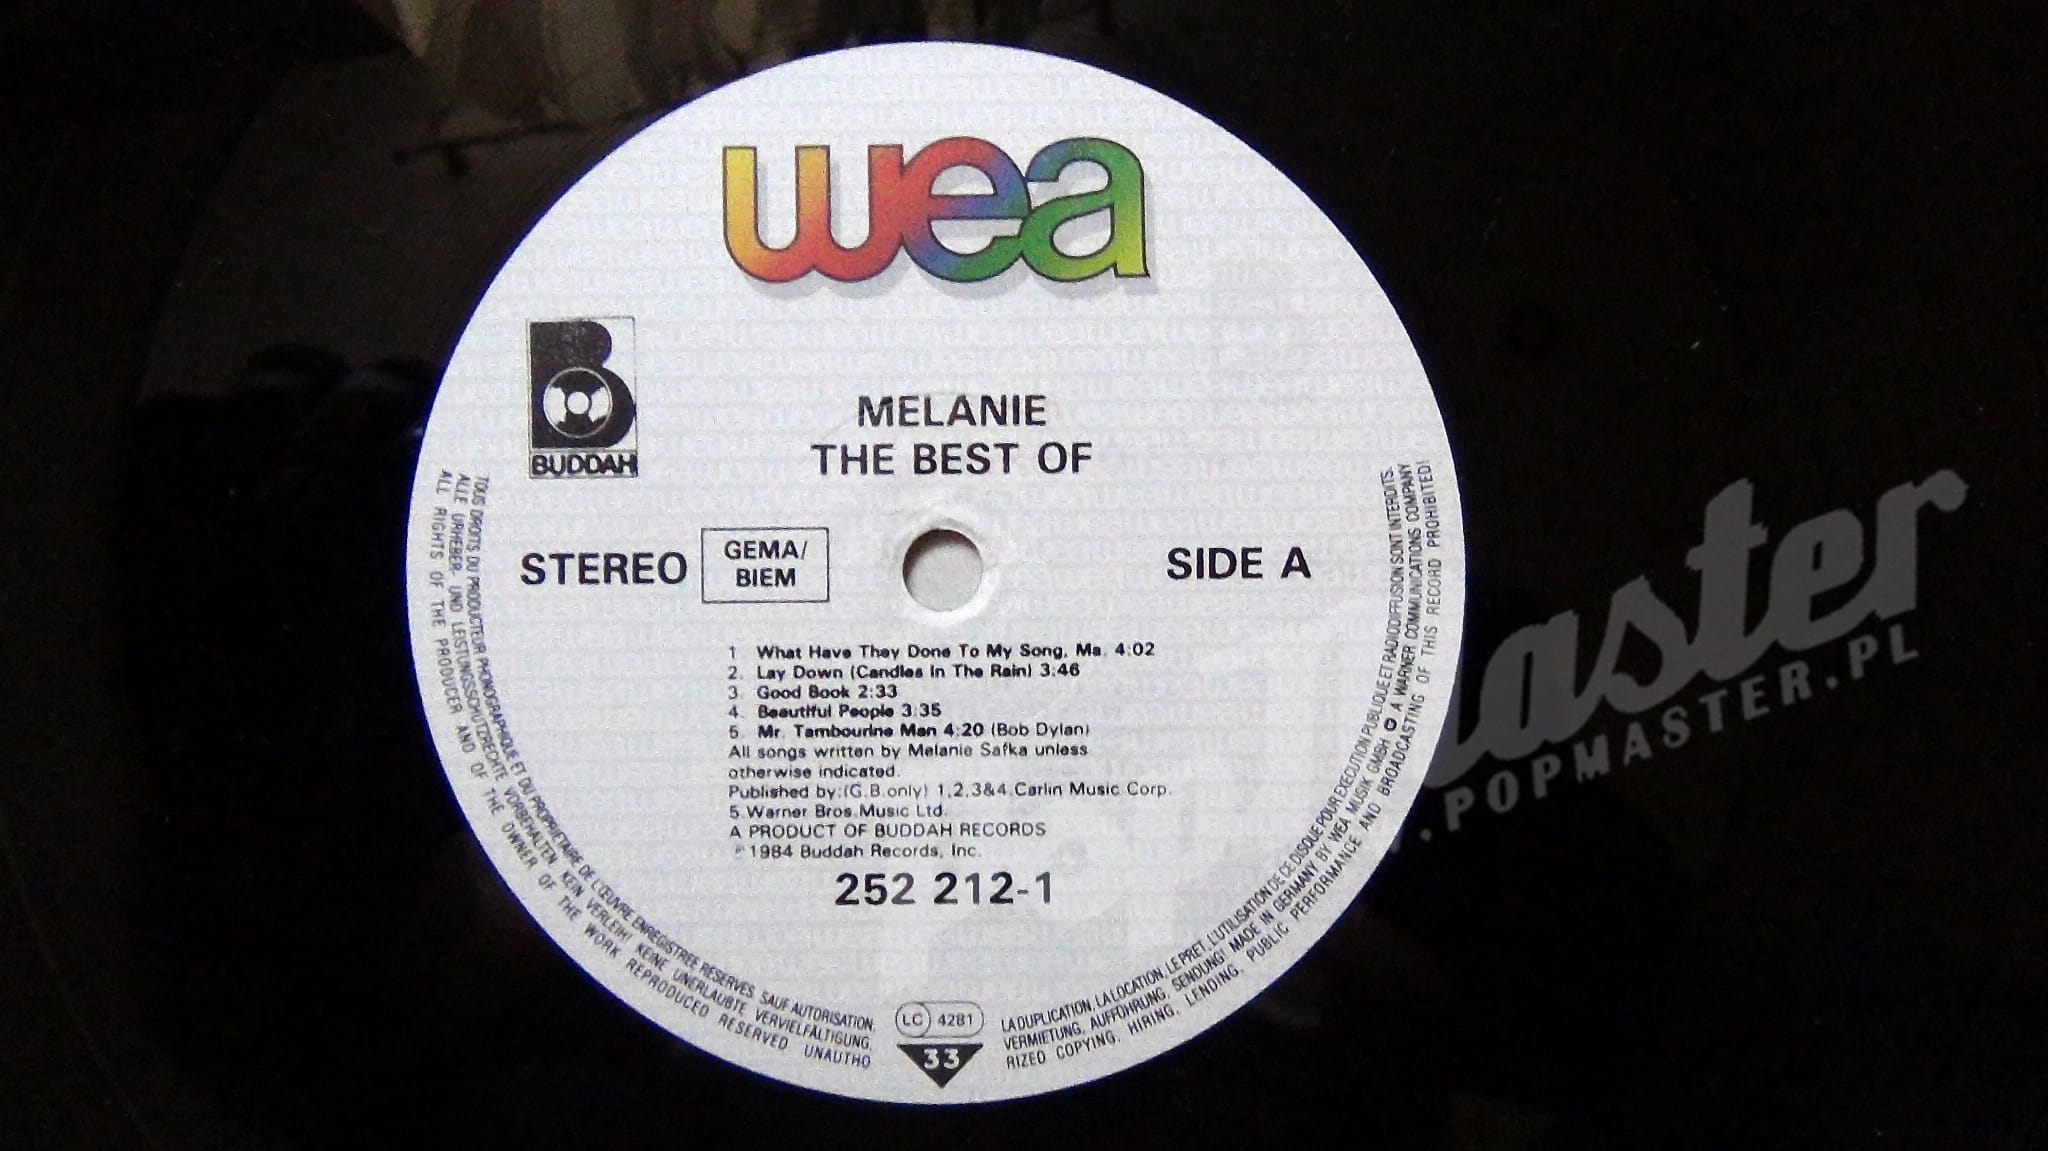 wea
BUDDAH
MELANIE
THE BEST OF
STEREO
GEMA/
BIEM
SIDE A
1 What Have They Done To My Song, Ma. 4:02
2. Lay Down (Candles In The Rain) 3:46
3. Good Book 2:33
4. Beautiful People 3:35
5. Mr. Tambourine Man 4:20 (Bob Dylan)
All songs written by Melanie Safka unless
otherwise indicated.
Published by:(G.B.only) 1,2,3&4.Carlin Music Corp.
5.Warner Bros.Music Ltd.
A PRODUCT OF BUDDAH RECORDS
℗ 1984 Buddah Records, Inc.
252 212-1
LC 4281
33
TOUS DROITS DU PRODUCTEUR PHONOGRAPHIQUE ET DU PROPRIETAIRE DE L'ŒUVRE ENREGISTREE RESERVES SAUF AUTORISATION,
LA DUPLICATION, LA LOCATION, LE PRET, L'UTILISATION DE CE DISQUE POUR EXECUTION PUBLIQUE ET RADIODIFFUSION SONT INTERDITS.
ALLE URHEBER- UND LEISTUNGSSCHUTZRECHTE VORBEHALTEN KEIN VERLEIH! KEINE UNERLAUBTE VERVIELFÄLTIGUNG,
VERMIETUNG, AUFFÜHRUNG, SENDUNG! MADE IN GERMANY BY WEA MUSIK GMBH A WARNER COMMUNICATIONS COMPANY
ALL RIGHTS OF THE PRODUCER AND OF THE OWNER OF THE WORK REPRODUCED RESERVED UNAUTHO
RIZED COPYING, HIRING, LENDING, PUBLIC PERFORMANCE AND BROADCASTING OF THIS RECORD PROHIBITED!
Master
.POPMASTER.PL